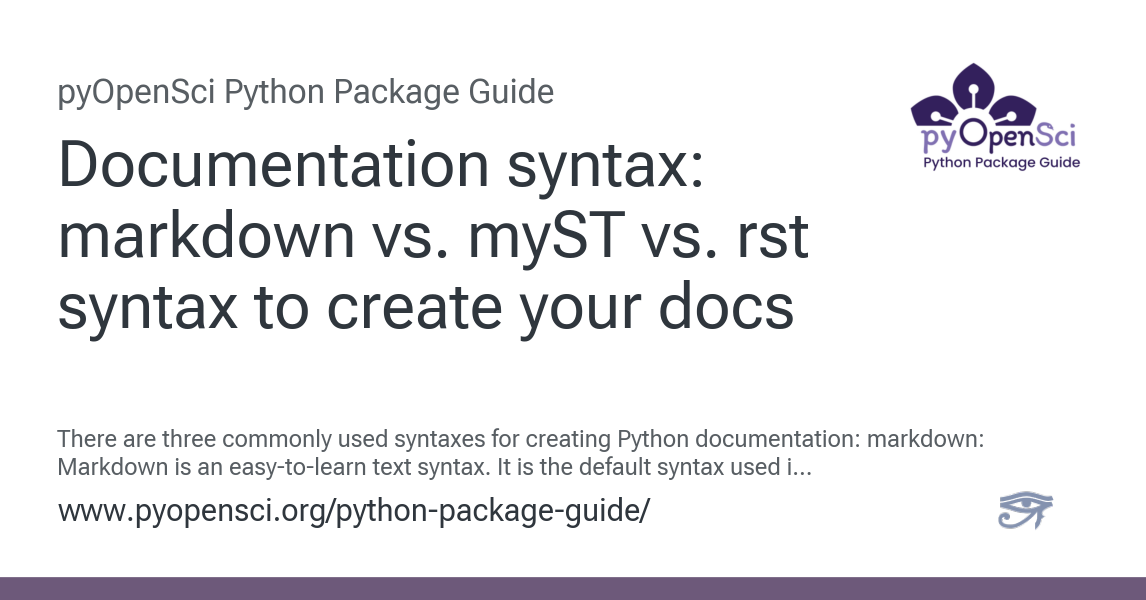 pyOpenSci Python Package Guide
Documentation syntax:
markdown vs. myST vs. rst
syntax to create your docs
pyOpenSci
Python Package Guide
There are three commonly used syntaxes for creating Python documentation: markdown:
Markdown is an easy-to-learn text syntax. It is the default syntax used i...
www.pyopensci.org/python-package-guide/